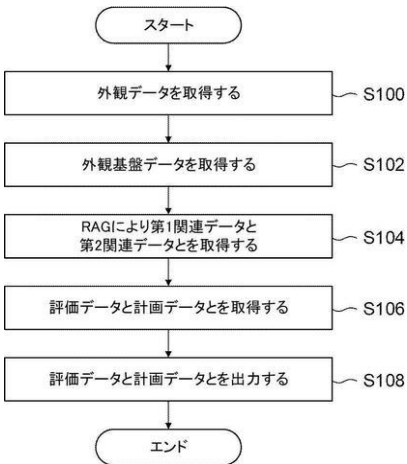 スタート
外観データを取得する
S100
外観基盤データを取得する
S102
RAGにより第1関連データと
第2関連データとを取得する
S104
評価データと計画データとを取得する
S106
評価データと計画データとを出力する
S108
エンド